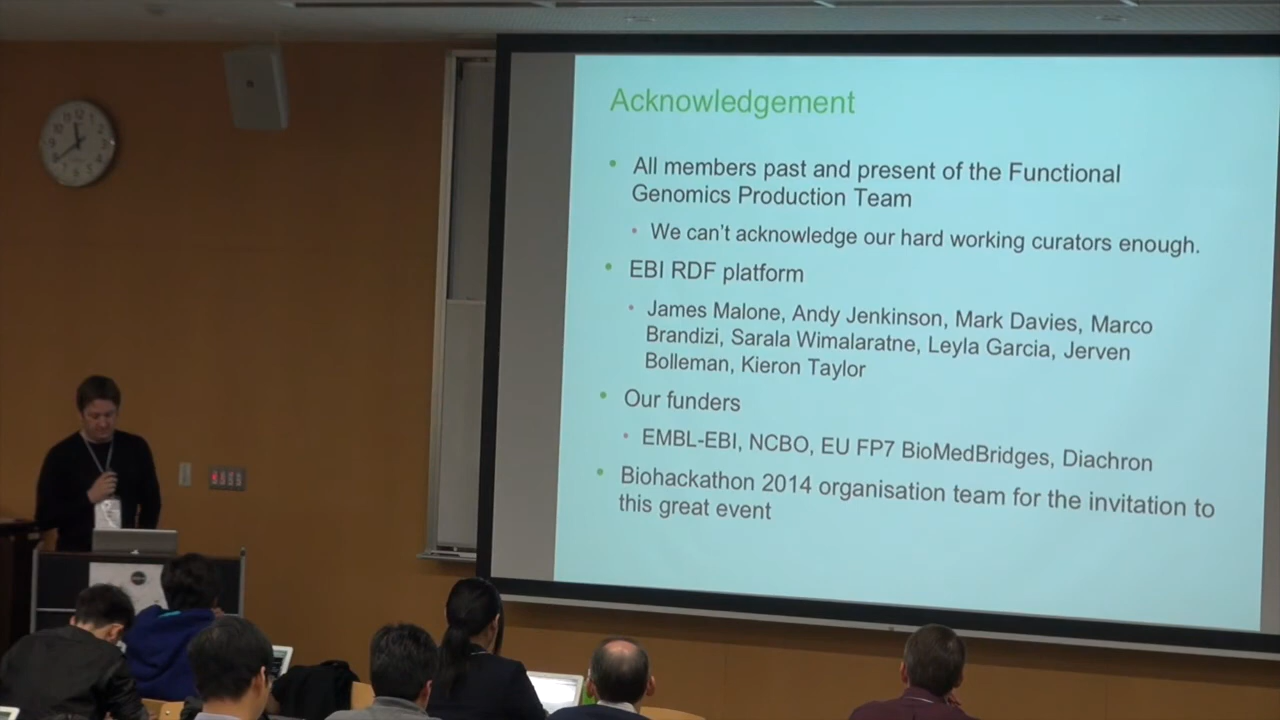 Acknowledgement
• All members past and present of the Functional
Genomics Production Team
• We can't acknowledge our hard working curators enough.
• EBI RDF platform
• James Malone, Andy Jenkinson, Mark Davies, Marco
Brandizi, Sarala Wimalaratne, Leyla Garcia, Jerven
Bolleman, Kieron Taylor
• Our funders
• EMBL-EBI, NCBO, EU FP7 BioMedBridges, Diachron
• Biohackathon 2014 organisation team for the invitation to
this great event